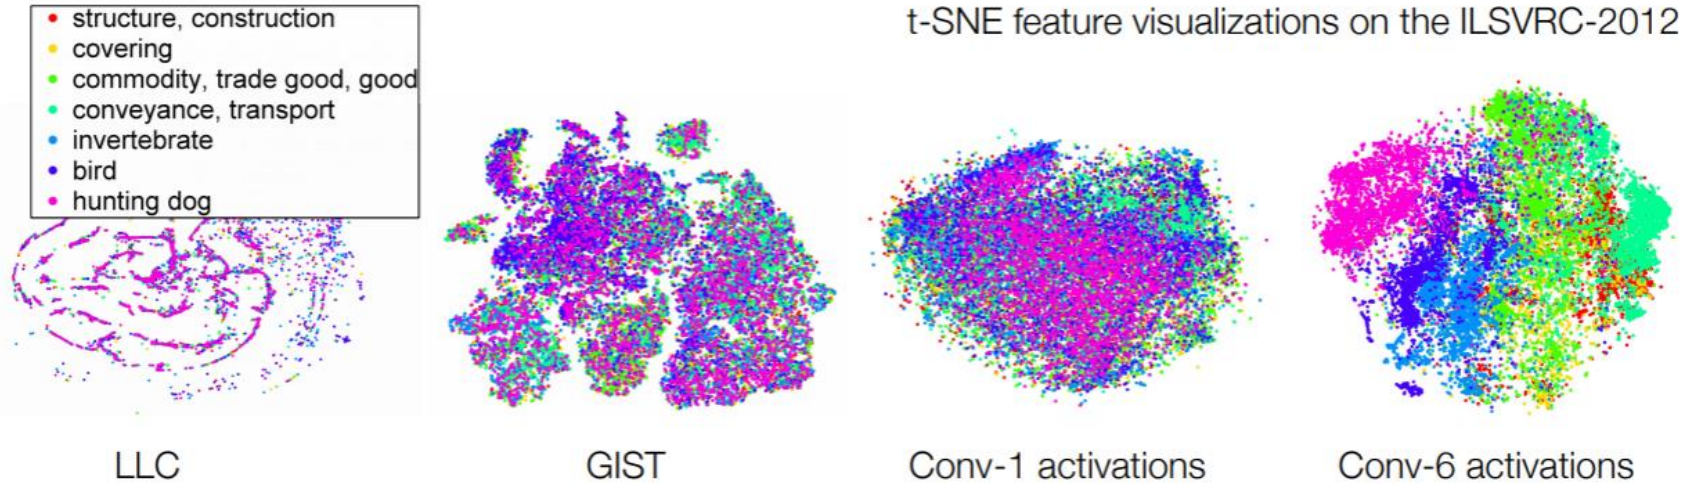 structure, construction
covering
commodity, trade good, good
conveyance, transport
invertebrate
bird
hunting dog
t-SNE feature visualizations on the ILSVRC-2012
LLC
GIST
Conv-1 activations
Conv-6 activations